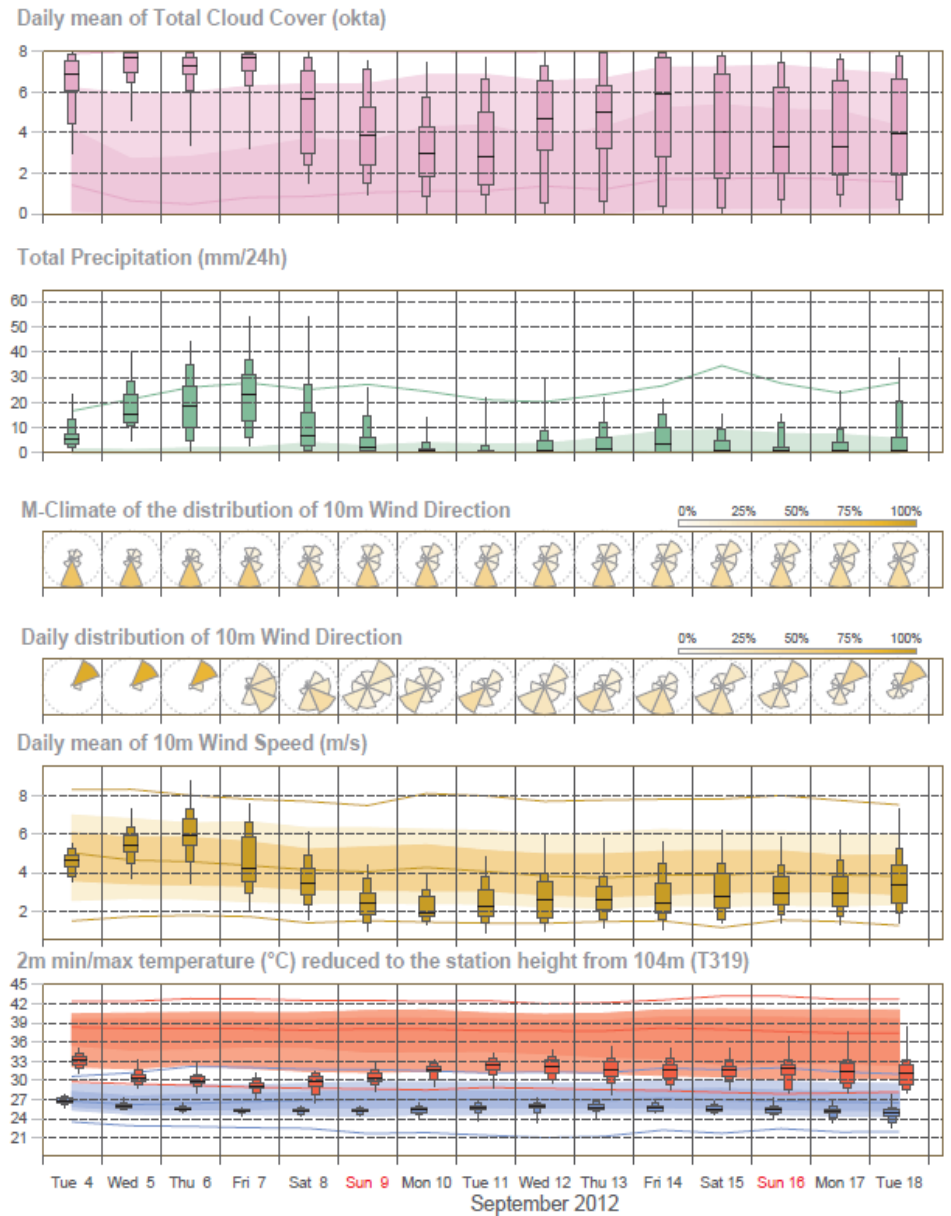 Daily mean of Total Cloud Cover (okta)
8
6
4
2
0
Total Precipitation (mm/24h)
60
50
40
30
20
10
0
M-Climate of the distribution of 10m Wind Direction
0% 25% 50% 75% 100%
Daily distribution of 10m Wind Direction
0% 25% 50% 75% 100%
Daily mean of 10m Wind Speed (m/s)
8
6
4
2
2m min/max temperature (°C) reduced to the station height from 104m (T319)
45
42
39
36
33
30
27
24
21
Tue 4 Wed 5 Thu 6 Fri 7 Sat 8 Sun 9 Mon 10 Tue 11 Wed 12 Thu 13 Fri 14 Sat 15 Sun 16 Mon 17 Tue 18
September 2012